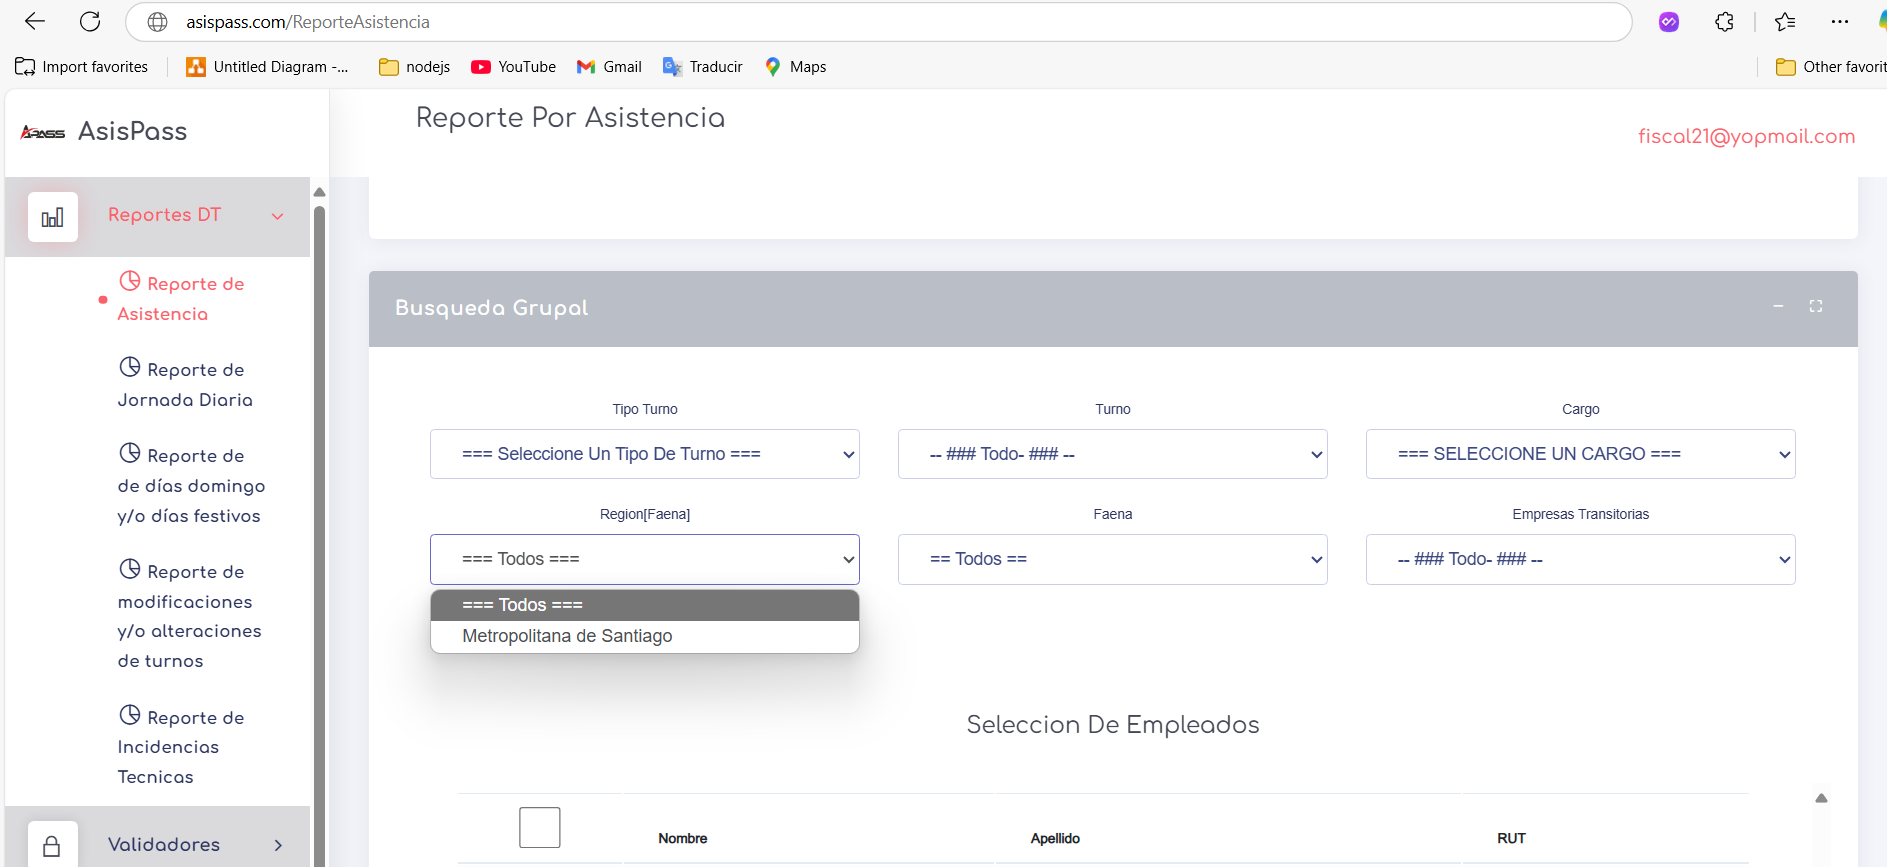 asispass.com/ReporteAsistencia
Import favorites
Untitled Diagram -...
nodejs
YouTube
Gmail
Traducir
Maps
Other favorit
APASS
AsisPass
Reporte Por Asistencia
fiscal21@yopmail.com
Reportes DT
Reporte de
Asistencia
Reporte de
Jornada Diaria
Reporte de
de días domingo
y/o días festivos
Reporte de
modificaciones
y/o alteraciones
de turnos
Reporte de
Incidencias
Tecnicas
Validadores
Busqueda Grupal
Tipo Turno
Turno
Cargo
=== Seleccione Un Tipo De Turno ===
-- ### Todo- ### --
=== SELECCIONE UN CARGO ===
Region[Faena]
Faena
Empresas Transitorias
=== Todos ===
== Todos ==
-- ### Todo- ### --
=== Todos ===
Metropolitana de Santiago
Seleccion De Empleados
Nombre
Apellido
RUT